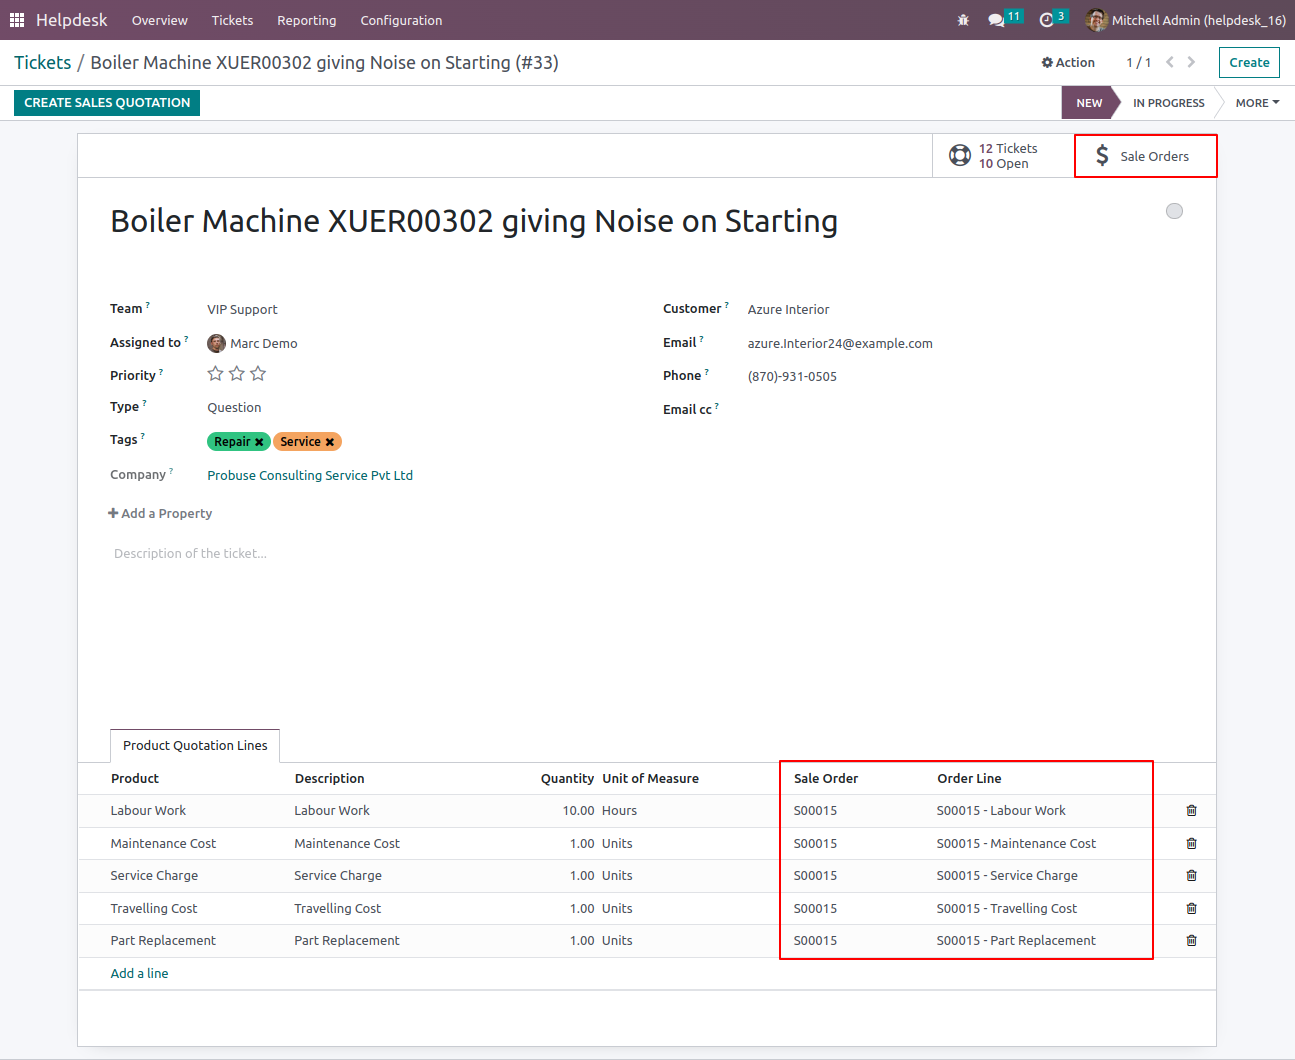 Helpdesk Overview Tickets Reporting Configuration 11 3 Mitchell Admin (helpdesk_16)
Tickets / Boiler Machine XUER00302 giving Noise on Starting (#33) Action 1 / 1 Create
CREATE SALES QUOTATION NEW IN PROGRESS MORE
12 Tickets
10 Open
$ Sale Orders
Boiler Machine XUER00302 giving Noise on Starting
Team ? VIP Support Customer ? Azure Interior
Assigned to ? Marc Demo Email ? azure.Interior24@example.com
Priority ? Phone ? (870)-931-0505
Type ? Question Email cc ?
Tags ? Repair ✖ Service ✖
Company ? Probuse Consulting Service Pvt Ltd
+ Add a Property
Description of the ticket...
Product Quotation Lines
Product Description Quantity Unit of Measure Sale Order Order Line
Labour Work Labour Work 10.00 Hours S00015 S00015 - Labour Work
Maintenance Cost Maintenance Cost 1.00 Units S00015 S00015 - Maintenance Cost
Service Charge Service Charge 1.00 Units S00015 S00015 - Service Charge
Travelling Cost Travelling Cost 1.00 Units S00015 S00015 - Travelling Cost
Part Replacement Part Replacement 1.00 Units S00015 S00015 - Part Replacement
Add a line